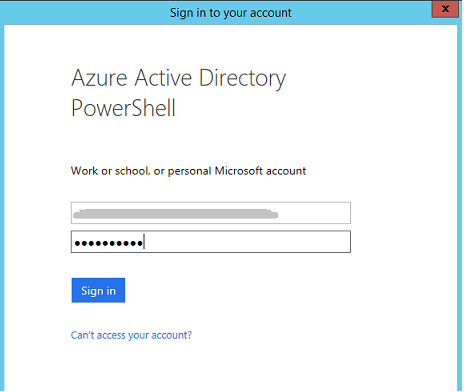 Sign in to your account
x
Azure Active Directory
PowerShell
Work or school, or personal Microsoft account
●●●●●●●●●●
Sign in
Can't access your account?